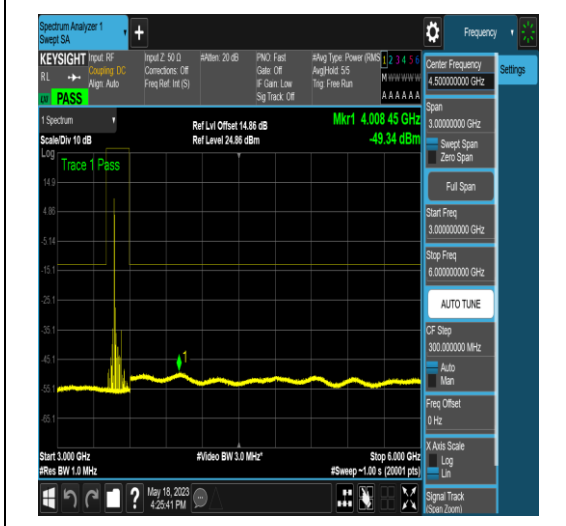 Spectrum Analyzer 1
Swept SA
+
Frequency
KEYSIGHT
RL
PASS
Input: RF
Coupling: DC
Align: Auto
Input Z: 50 Ω
Corrections: Off
Freq Ref: Int (S)
#Atten: 20 dB
PNO: Fast
Gate: Off
IF Gain: Low
Sig Track: Off
#Avg Type: Power (RMS
Avg|Hold: 5/5
Trig: Free Run
1 2 3 4 5 6
M W W W W W
A A A A A A
1 Spectrum
Scale/Div 10 dB
Ref Lvl Offset 14.86 dB
Ref Level 24.86 dBm
Mkr1 4.008 45 GHz
-49.34 dBm
Log
Trace 1 Pass
14.9
4.86
-5.14
-15.1
-25.1
-35.1
-45.1
-55.1
-65.1
1
Start 3.000 GHz
#Res BW 1.0 MHz
#Video BW 3.0 MHz*
Stop 6.000 GHz
#Sweep ~1.00 s (20001 pts)
May 18, 2023
4:25:41 PM
?
Center Frequency
4.500000000 GHz
Settings
Span
3.00000000 GHz
Swept Span
Zero Span
Full Span
Start Freq
3.000000000 GHz
Stop Freq
6.000000000 GHz
AUTO TUNE
CF Step
300.000000 MHz
Auto
Man
Freq Offset
0 Hz
X Axis Scale
Log
Lin
Signal Track
(Span Zoom)